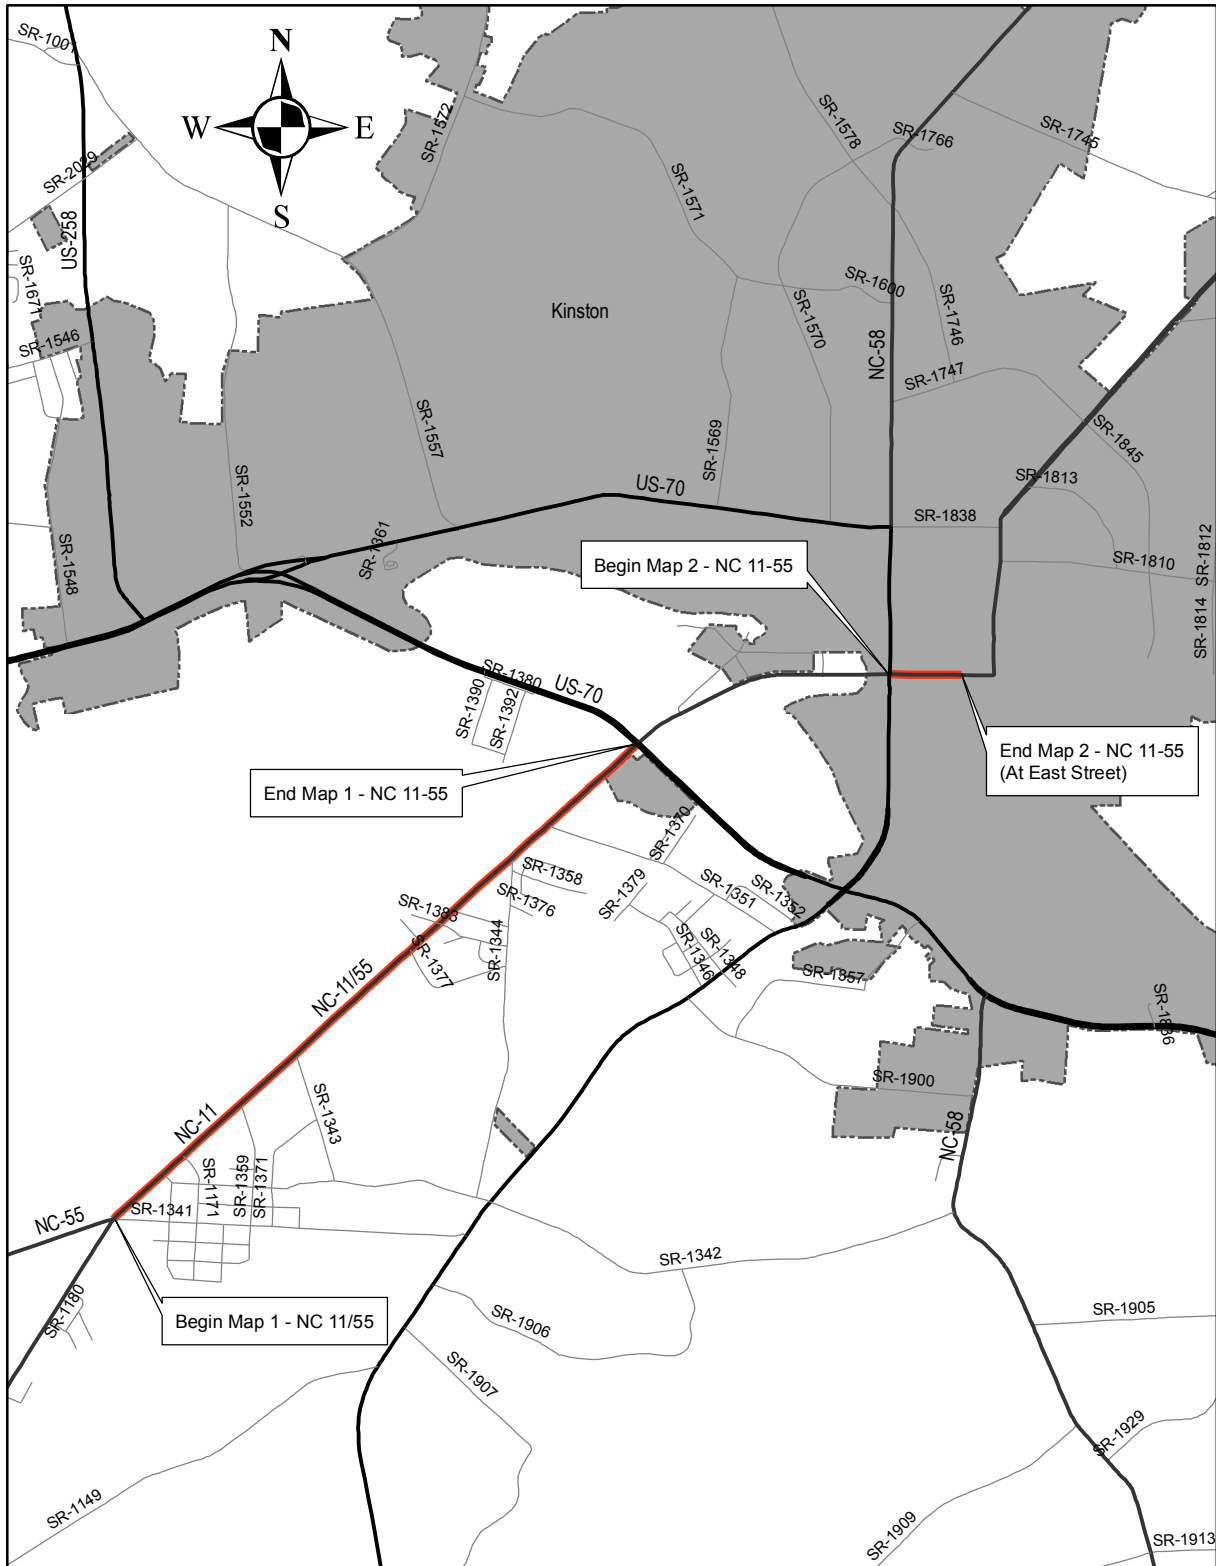 SR-1001
N
W
E
S
SR-1572
SR-1578
SR-1766
SR-1745
SR-2029
US-258
SR-1671
SR-1571
SR-1546
Kinston
SR-1600
SR-1570
NC-58
SR-1746
SR-1747
SR-1557
SR-1569
SR-1845
SR-1552
US-70
SR-1813
SR-1838
SR-1548
SR-1361
SR-1810
SR-1812
SR-1814
Begin Map 2 - NC 11-55
SR-1380
US-70
SR-1390
SR-1392
End Map 2 - NC 11-55
(At East Street)
End Map 1 - NC 11-55
SR-1370
SR-1358
SR-1376
SR-1379
SR-1351
SR-1352
SR-1383
SR-1377
SR-1344
SR-1346
SR-1348
SR-1357
NC-11/55
SR-1836
SR-1900
NC-58
NC-11
SR-1343
SR-1171
SR-1359
SR-1371
SR-1341
NC-55
SR-1342
SR-1180
Begin Map 1 - NC 11/55
SR-1906
SR-1905
SR-1907
SR-1929
SR-1149
SR-1909
SR-1913